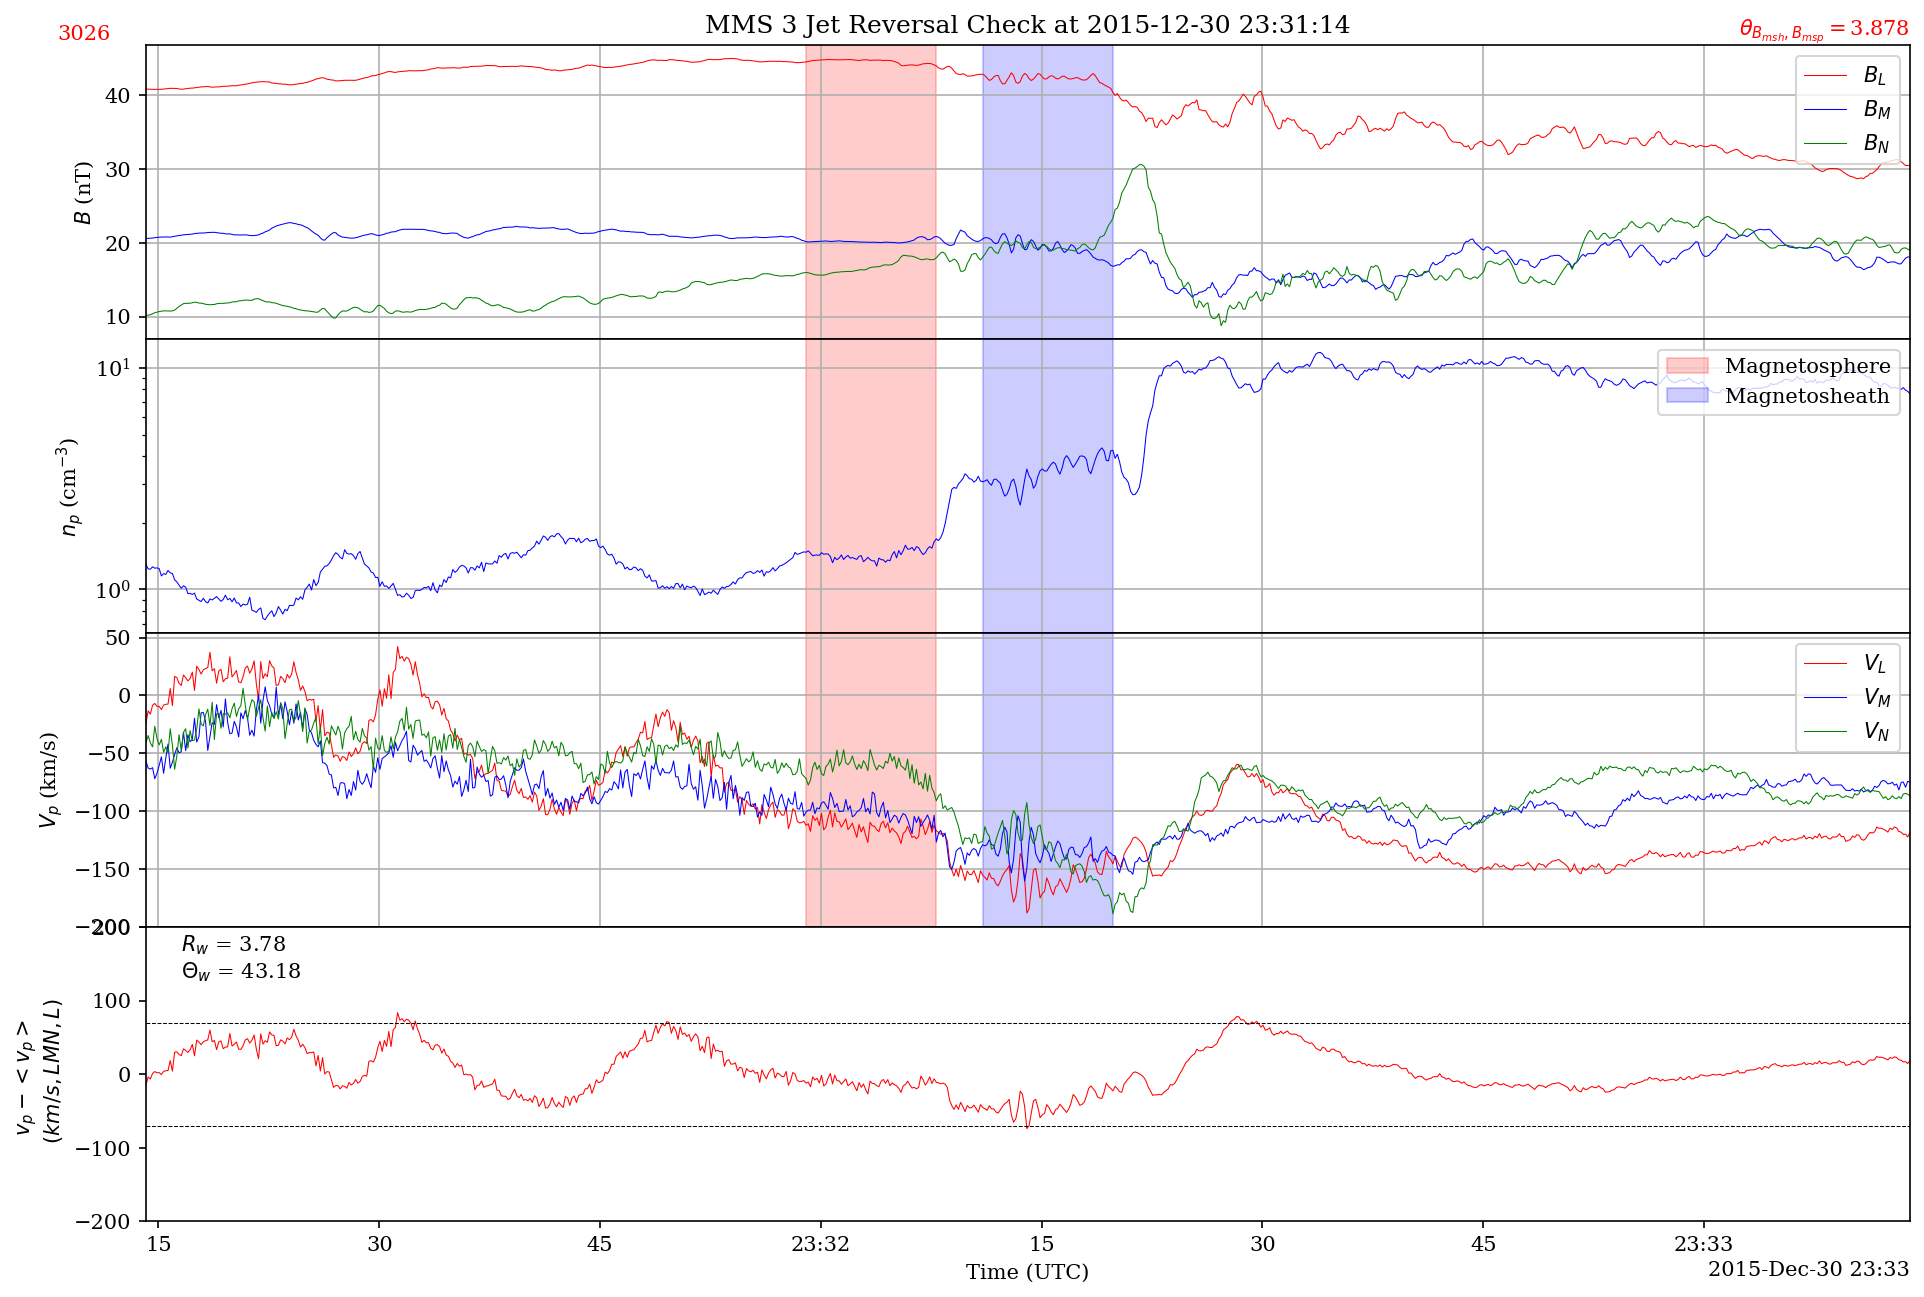 MMS 3 Jet Reversal Check at 2015-12-30 23:31:14
3026
θ_{B_{msh}, B_{msp}} = 3.878
B (nT)
40
30
20
10
B_L
B_M
B_N
n_p (cm^{-3})
10^1
10^0
Magnetosphere
Magnetosheath
V_p (km/s)
50
0
−50
−100
−150
−200
V_L
V_M
V_N
v_p − < v_p >
(km/s, LMN, L)
200
100
0
−100
−200
R_w = 3.78
Θ_w = 43.18
15
30
45
23:32
15
30
45
23:33
Time (UTC)
2015-Dec-30 23:33